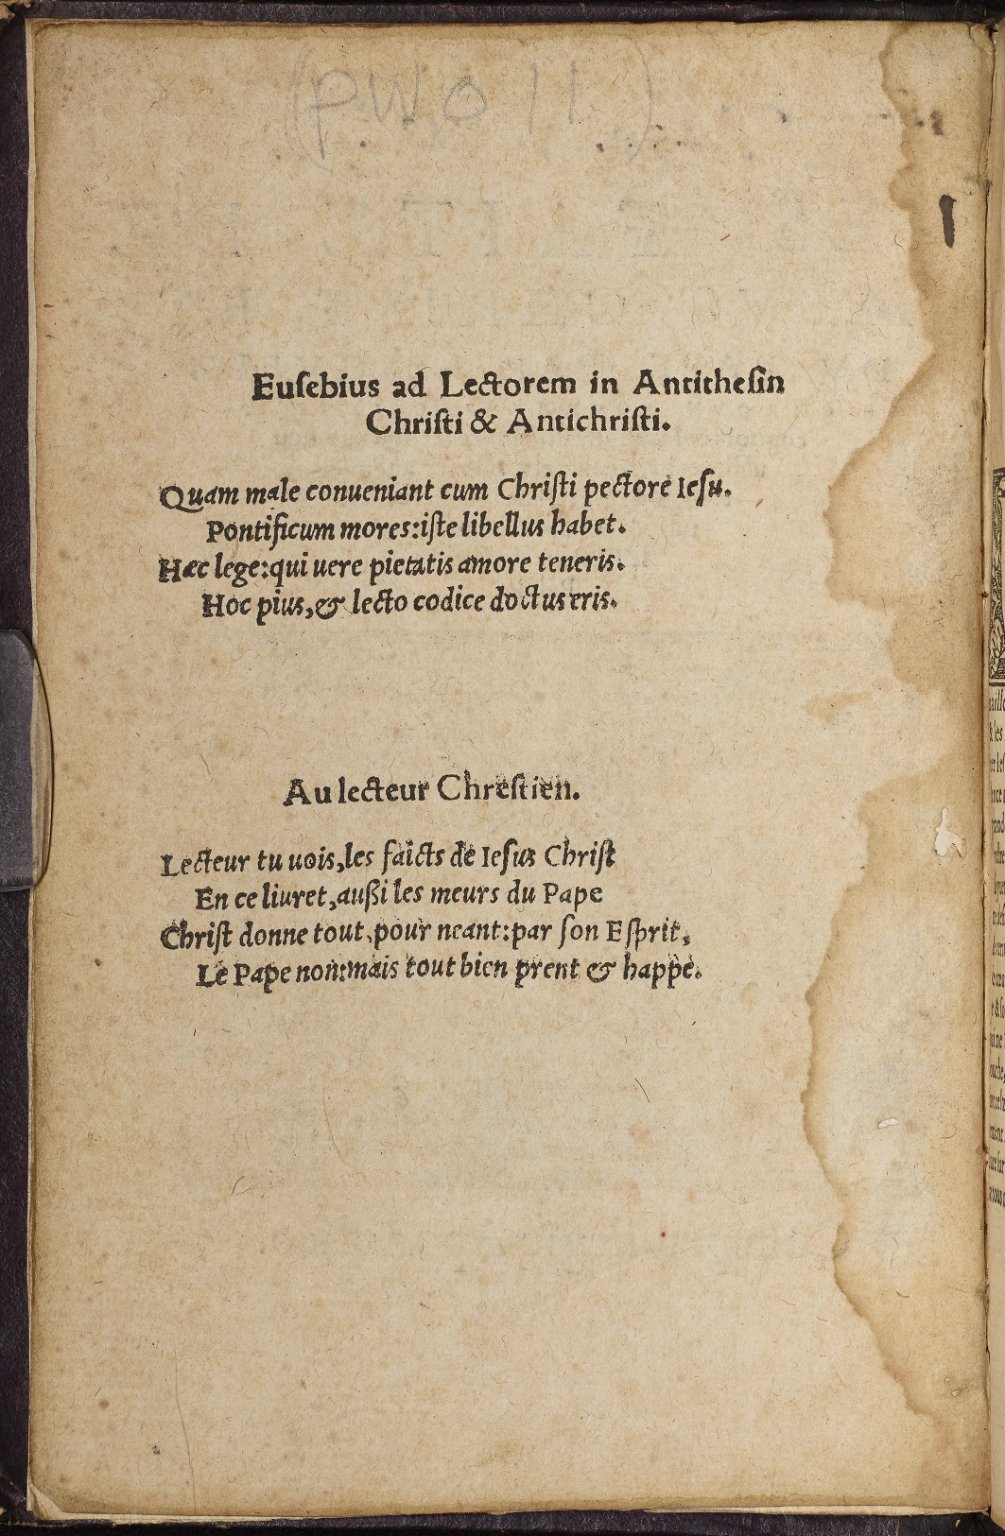 (PWO 11)
Euſebius ad Lectorem in Antitheſin
Chriſti & Antichriſti.
Quam male conueniant cum Chriſti pectore Ieſu.
Pontificum mores:iſte libellus habet.
Hæc lege:qui uere pietatis amore teneris.
Hoc pius,& lecto codice doctus eris.
Au lecteur Chreſtien.
Lecteur tu uois,les faicts de Ieſus Chriſt
En ce liuret,außi les meurs du Pape
Chriſt donne tout,pour neant:par ſon Eſprit,
Le Pape non:mais tout bien prent & happe.